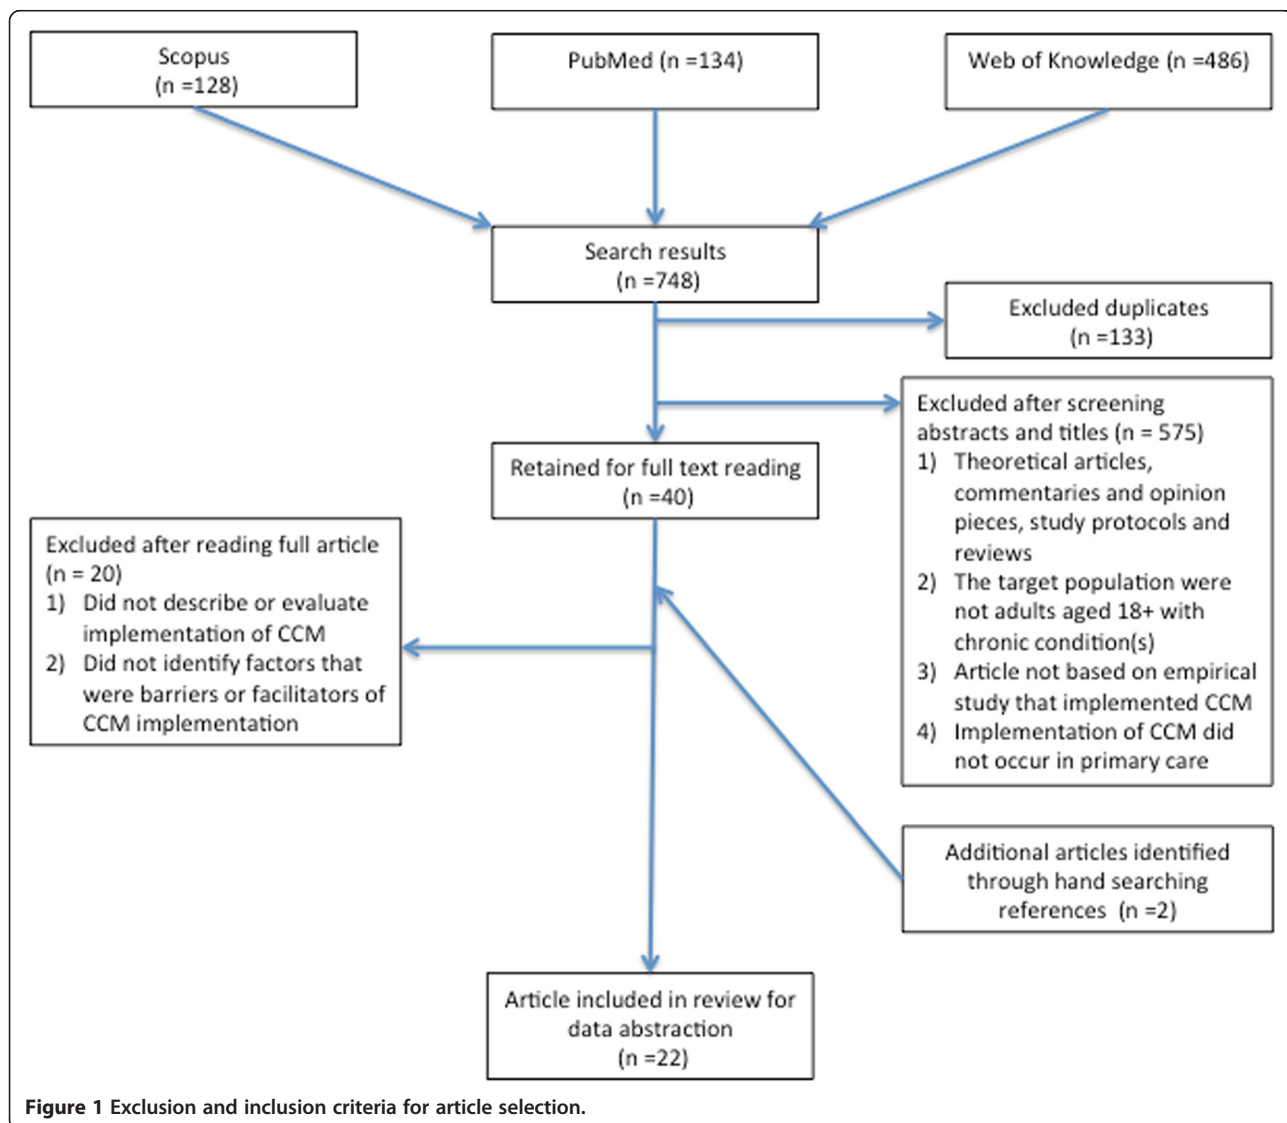 Scopus
(n =128)
PubMed (n =134)
Web of Knowledge (n =486)
Search results
(n =748)
Excluded duplicates
(n =133)
Excluded after screening
abstracts and titles (n = 575)
1) Theoretical articles,
commentaries and opinion
pieces, study protocols and
reviews
2) The target population were
not adults aged 18+ with
chronic condition(s)
3) Article not based on empirical
study that implemented CCM
4) Implementation of CCM did
not occur in primary care
Retained for full text reading
(n =40)
Excluded after reading full article
(n = 20)
1) Did not describe or evaluate
implementation of CCM
2) Did not identify factors that
were barriers or facilitators of
CCM implementation
Additional articles identified
through hand searching
references (n =2)
Article included in review for
data abstraction
(n =22)
Figure 1 Exclusion and inclusion criteria for article selection.